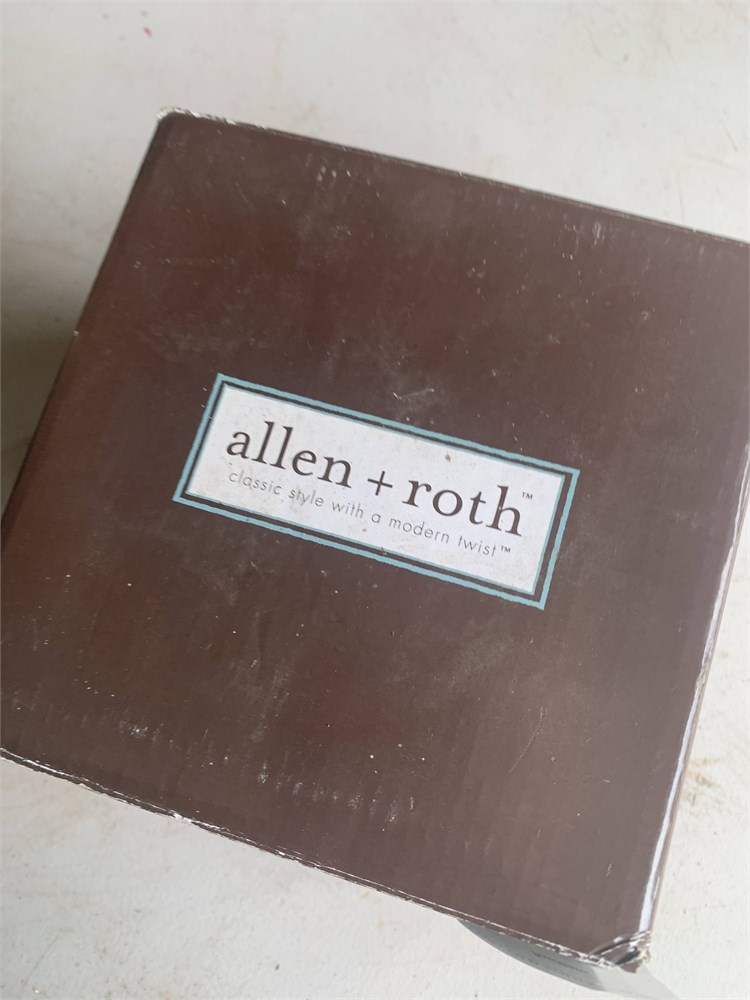 allen + roth™
classic style with a modern twist™